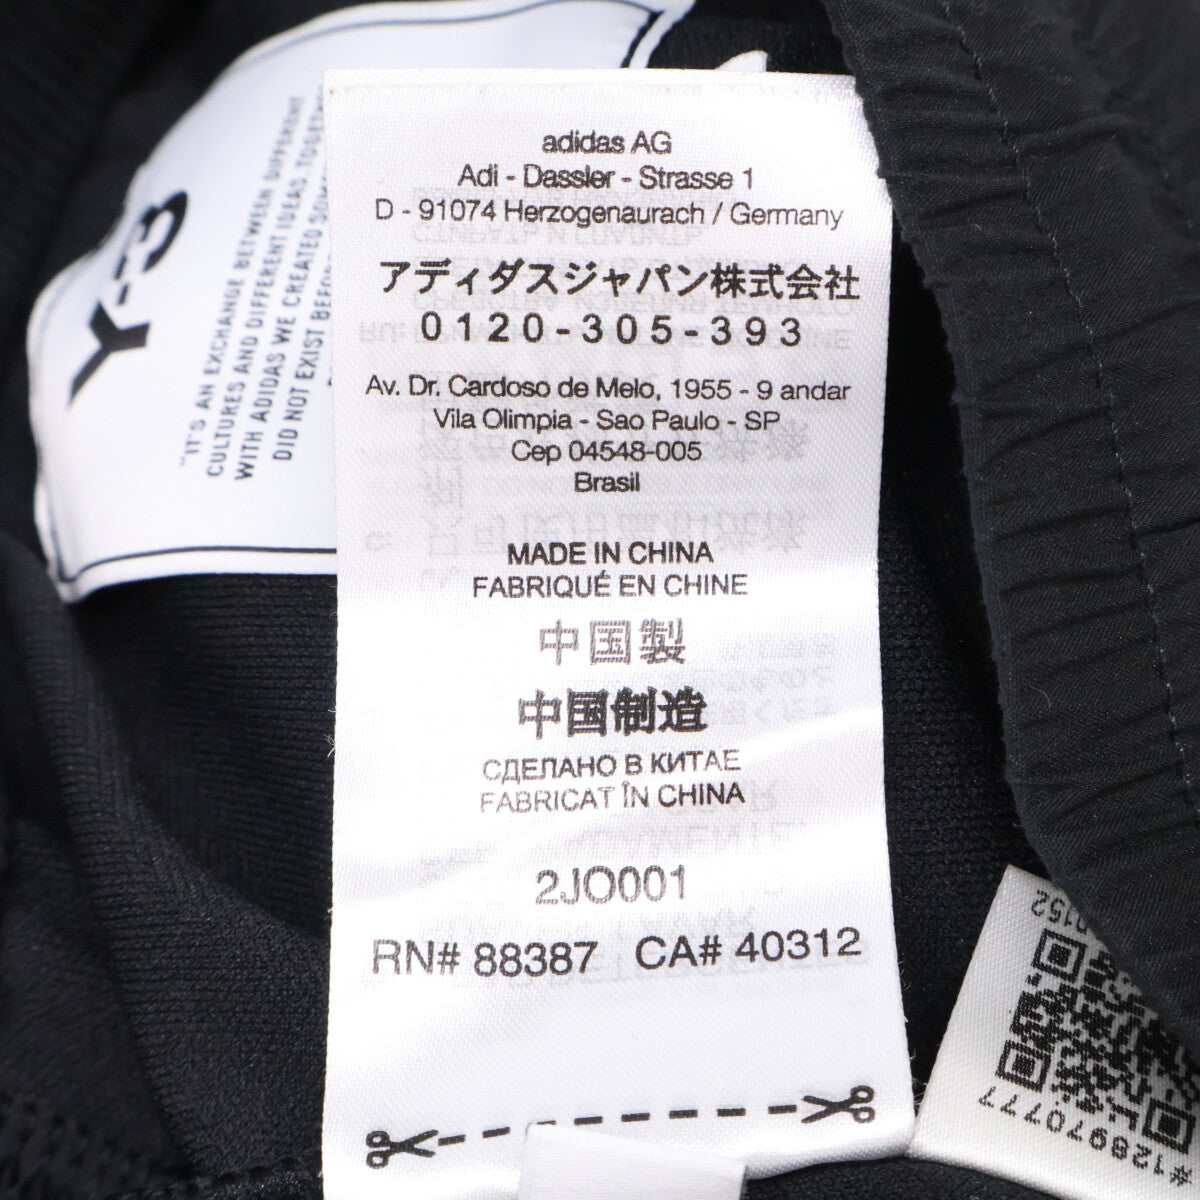 adidas AG
Adi - Dassler - Strasse 1
D - 91074 Herzogenaurach / Germany
アディダスジャパン株式会社
0120-305-393
Av. Dr. Cardoso de Melo, 1955 - 9 andar
Vila Olimpia - Sao Paulo - SP
Cep 04548-005
Brasil
MADE IN CHINA
FABRIQUÉ EN CHINE
中国製
中国制造
СДЕЛАНО В КИТАЕ
FABRICAT ÎN CHINA
2JO001
RN# 88387 CA# 40312
Y-3
"IT'S AN EXCHANGE BETWEEN DIFFERENT
CULTURES AND DIFFERENT IDEAS. TOGETHER
WITH ADIDAS WE CREATED
DID NOT EXIST BEFORE
#128970777
0152